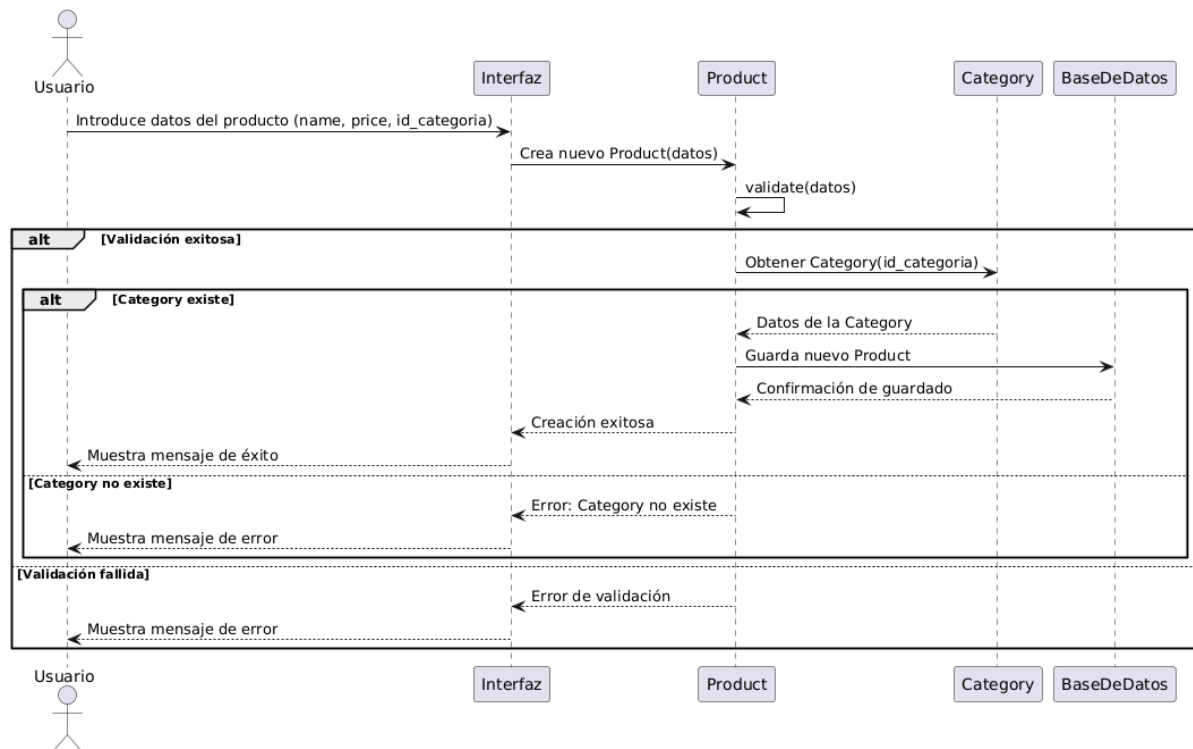 Usuario
Interfaz
Product
Category
BaseDeDatos
Introduce datos del producto (name, price, id_categoria)
Crea nuevo Product(datos)
validate(datos)
alt
[Validación exitosa]
Obtener Category(id_categoria)
alt
[Category existe]
Datos de la Category
Guarda nuevo Product
Confirmación de guardado
Creación exitosa
Muestra mensaje de éxito
[Category no existe]
Error: Category no existe
Muestra mensaje de error
[Validación fallida]
Error de validación
Muestra mensaje de error
Usuario
Interfaz
Product
Category
BaseDeDatos